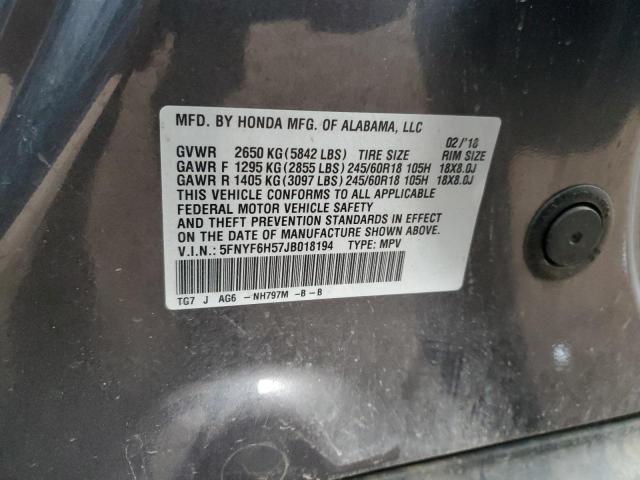 MFD. BY HONDA MFG. OF ALABAMA, LLC
02/'18
GVWR 2650 KG (5842 LBS) TIRE SIZE RIM SIZE
GAWR F 1295 KG (2855 LBS) 245/60R18 105H 18X8.0J
GAWR R 1405 KG (3097 LBS) 245/60R18 105H 18X8.0J
THIS VEHICLE CONFORMS TO ALL APPLICABLE
FEDERAL MOTOR VEHICLE SAFETY
AND THEFT PREVENTION STANDARDS IN EFFECT
ON THE DATE OF MANUFACTURE SHOWN ABOVE.
V.I.N.: 5FNYF6H57JB018194 TYPE: MPV
TG7 J AG6 -NH797M -B -B